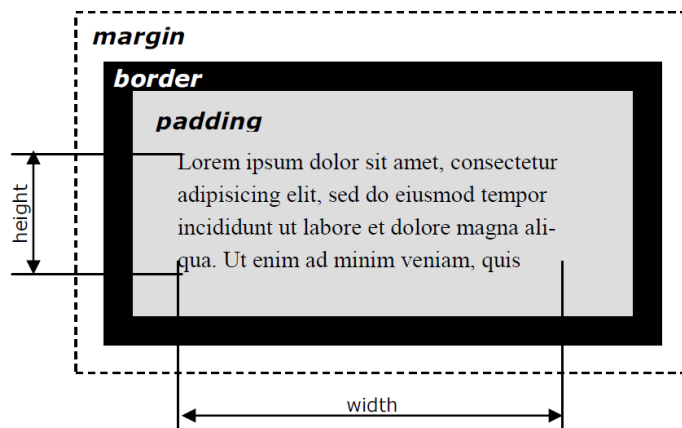 margin
border
padding
Lorem ipsum dolor sit amet, consectetur
adipisicing elit, sed do eiusmod tempor
incididunt ut labore et dolore magna ali-
qua. Ut enim ad minim veniam, quis
height
width